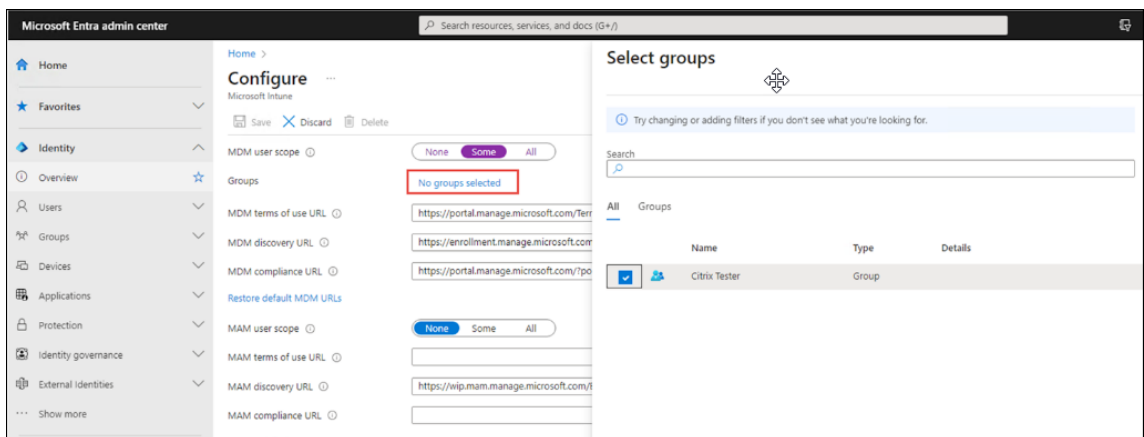 Microsoft Entra admin center
Search resources, services, and docs (G+/)
Home
Favorites
Identity
Overview
Users
Groups
Devices
Applications
Protection
Identity governance
External Identities
Show more
Home >
Configure ...
Microsoft Intune
Save Discard Delete
MDM user scope None Some All
Groups No groups selected
MDM terms of use URL https://portal.manage.microsoft.com/Terr
MDM discovery URL https://enrollment.manage.microsoft.com
MDM compliance URL https://portal.manage.microsoft.com/?po
Restore default MDM URLs
MAM user scope None Some All
MAM terms of use URL
MAM discovery URL https://wip.mam.manage.microsoft.com/
MAM compliance URL
Select groups
Try changing or adding filters if you don't see what you're looking for.
Search
All Groups
Name Type Details
Citrix Tester Group